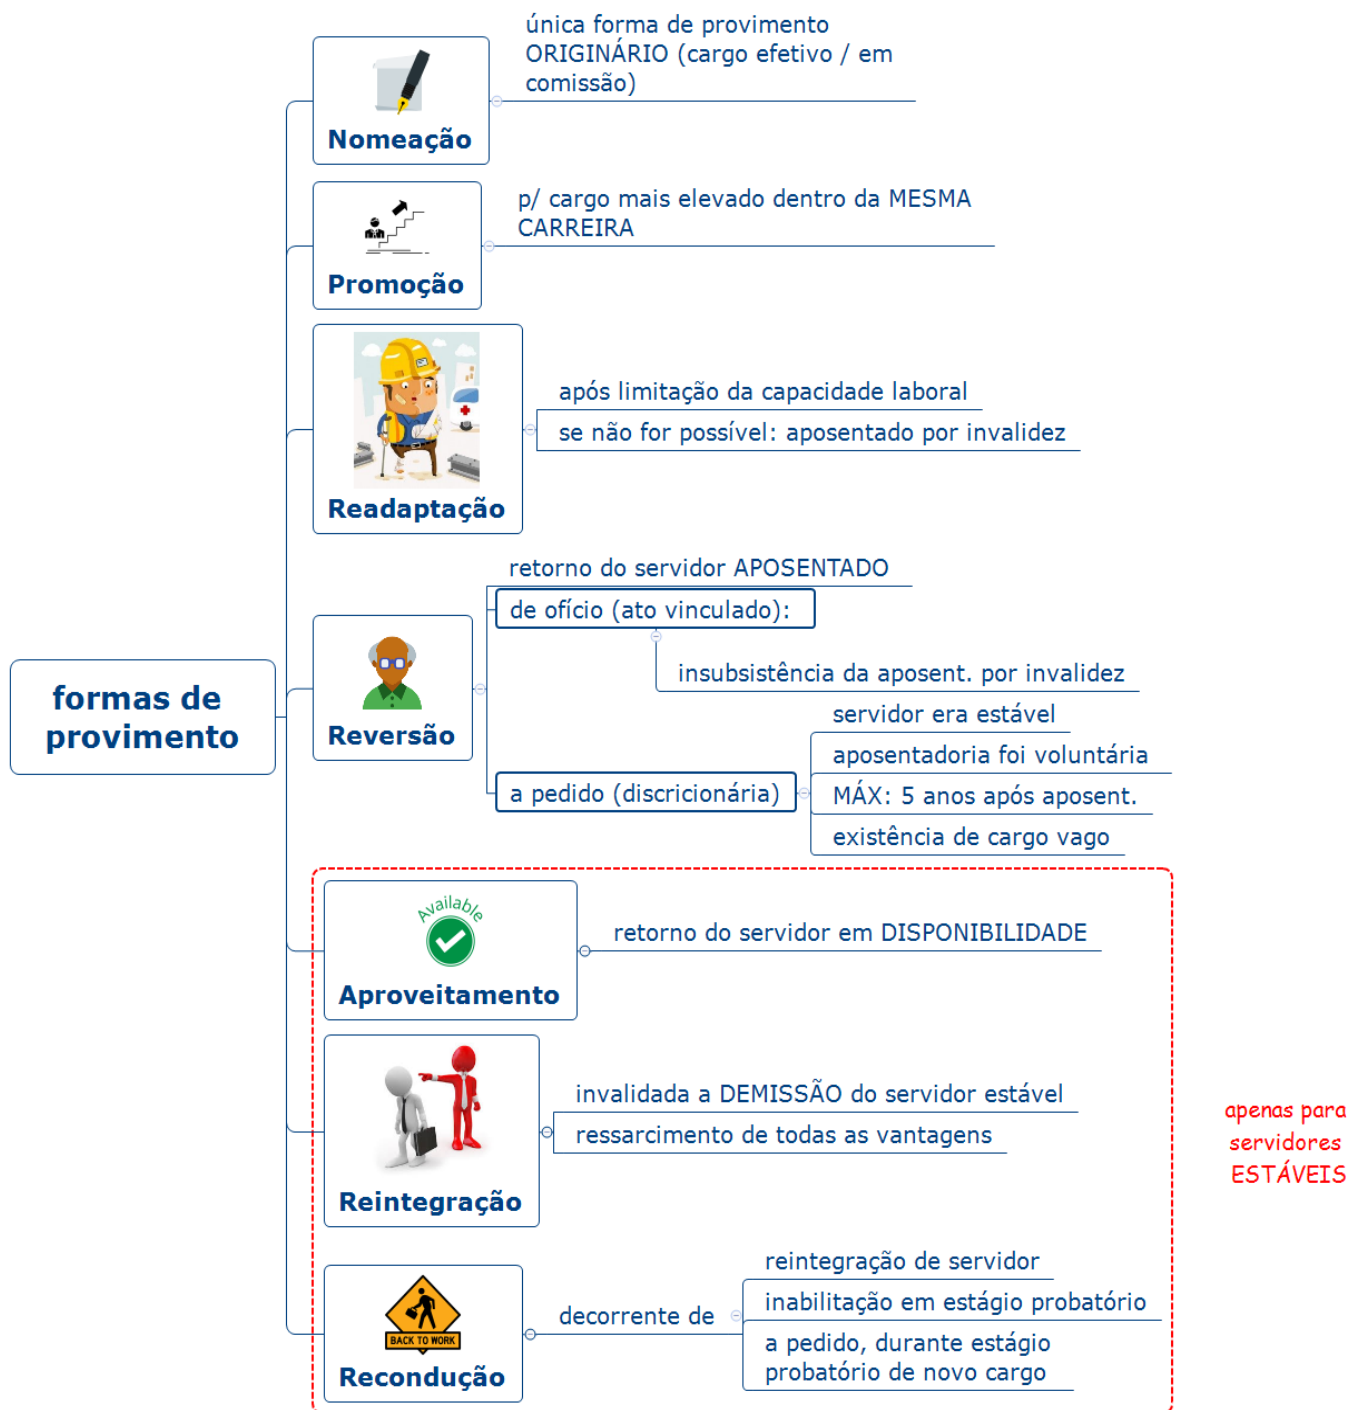 formas de
provimento
Nomeação
única forma de provimento
ORIGINÁRIO (cargo efetivo / em
comissão)
Promoção
p/ cargo mais elevado dentro da MESMA
CARREIRA
Readaptação
após limitação da capacidade laboral
se não for possível: aposentado por invalidez
Reversão
retorno do servidor APOSENTADO
de ofício (ato vinculado):
insubsistência da aposent. por invalidez
a pedido (discricionária)
servidor era estável
aposentadoria foi voluntária
MÁX: 5 anos após aposent.
existência de cargo vago
Available
Aproveitamento
retorno do servidor em DISPONIBILIDADE
Reintegração
invalidada a DEMISSÃO do servidor estável
ressarcimento de todas as vantagens
BACK TO WORK
Recondução
decorrente de
reintegração de servidor
inabilitação em estágio probatório
a pedido, durante estágio
probatório de novo cargo
apenas para
servidores
ESTÁVEIS